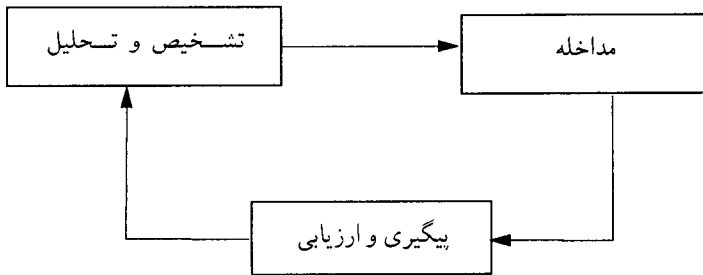 تشخیص و تحلیل
مداخله
پیگیری و ارزیابی